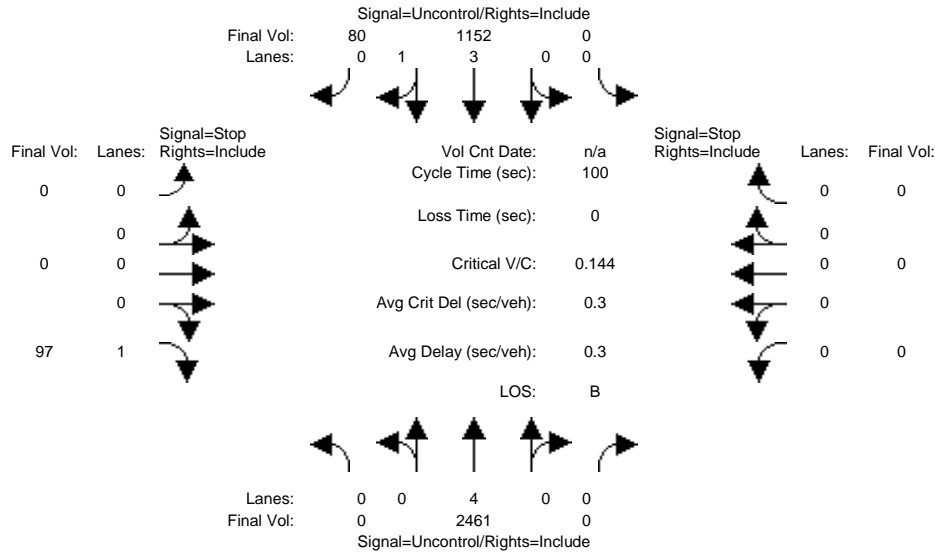 Signal=Uncontrol/Rights=Include
Final Vol: 80 1152 0
Lanes: 0 1 3 0 0
Signal=Stop
Final Vol: Lanes: Rights=Include
Vol Cnt Date: n/a
Signal=Stop
Rights=Include Lanes: Final Vol:
Cycle Time (sec): 100
0 0
0 0
Loss Time (sec): 0
0
0
0 0
Critical V/C: 0.144
0 0
0
Avg Crit Del (sec/veh): 0.3
0
97 1
Avg Delay (sec/veh): 0.3
0 0
LOS: B
Lanes: 0 0 4 0 0
Final Vol: 0 2461 0
Signal=Uncontrol/Rights=Include